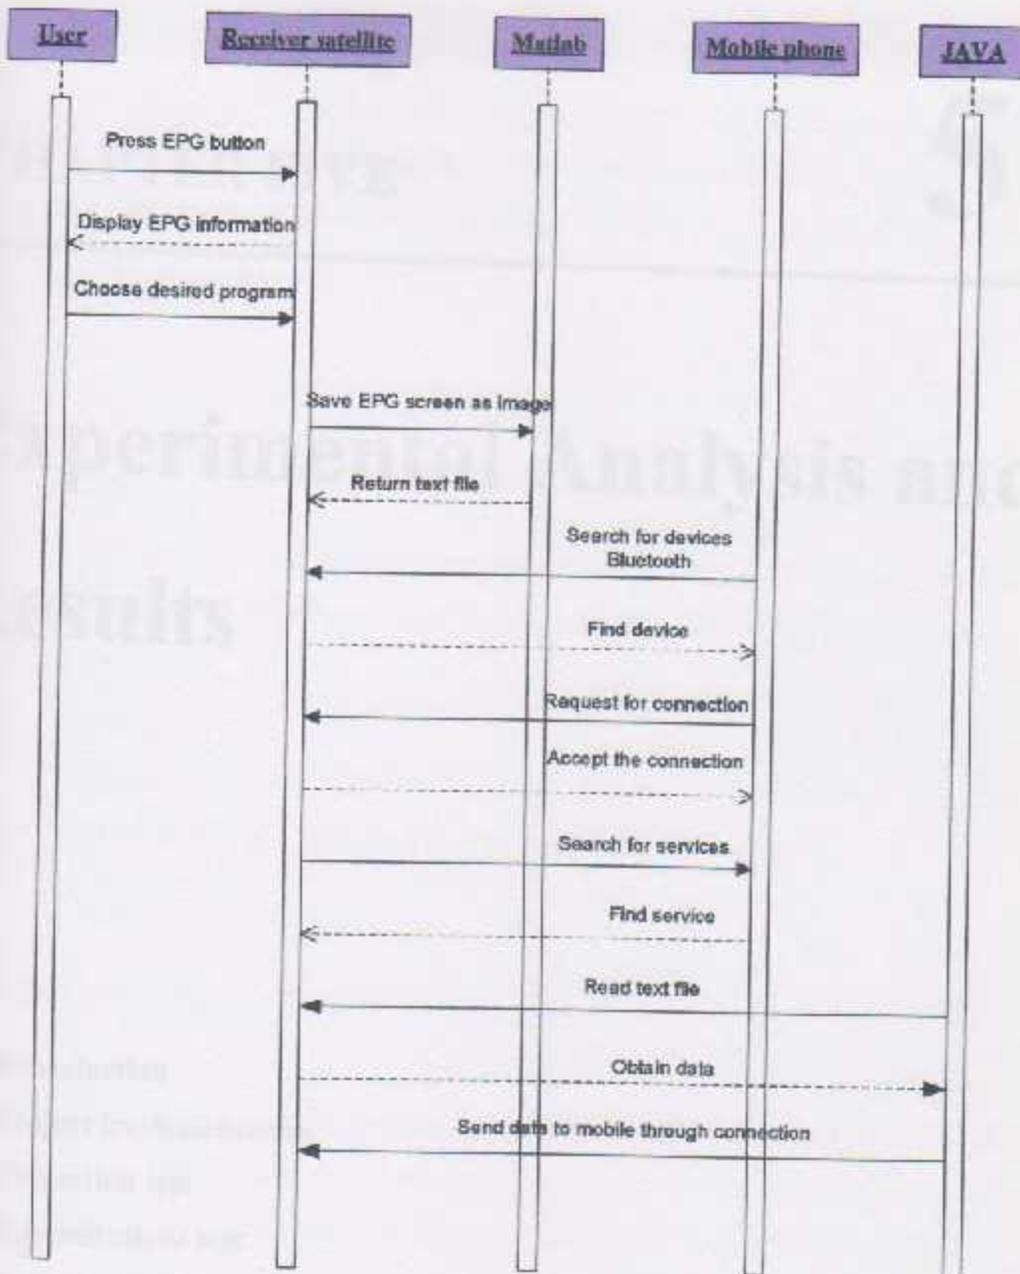 User
Receiver satellite
Matlab
Mobile phone
JAVA
Press EPG button
Display EPG information
Choose desired program
Save EPG screen as image
Return text file
Search for devices
Bluetooth
Find device
Request for connection
Accept the connection
Search for services
Find service
Read text file
Obtain data
Send data to mobile through connection
5
Experimental Analysis and
Results